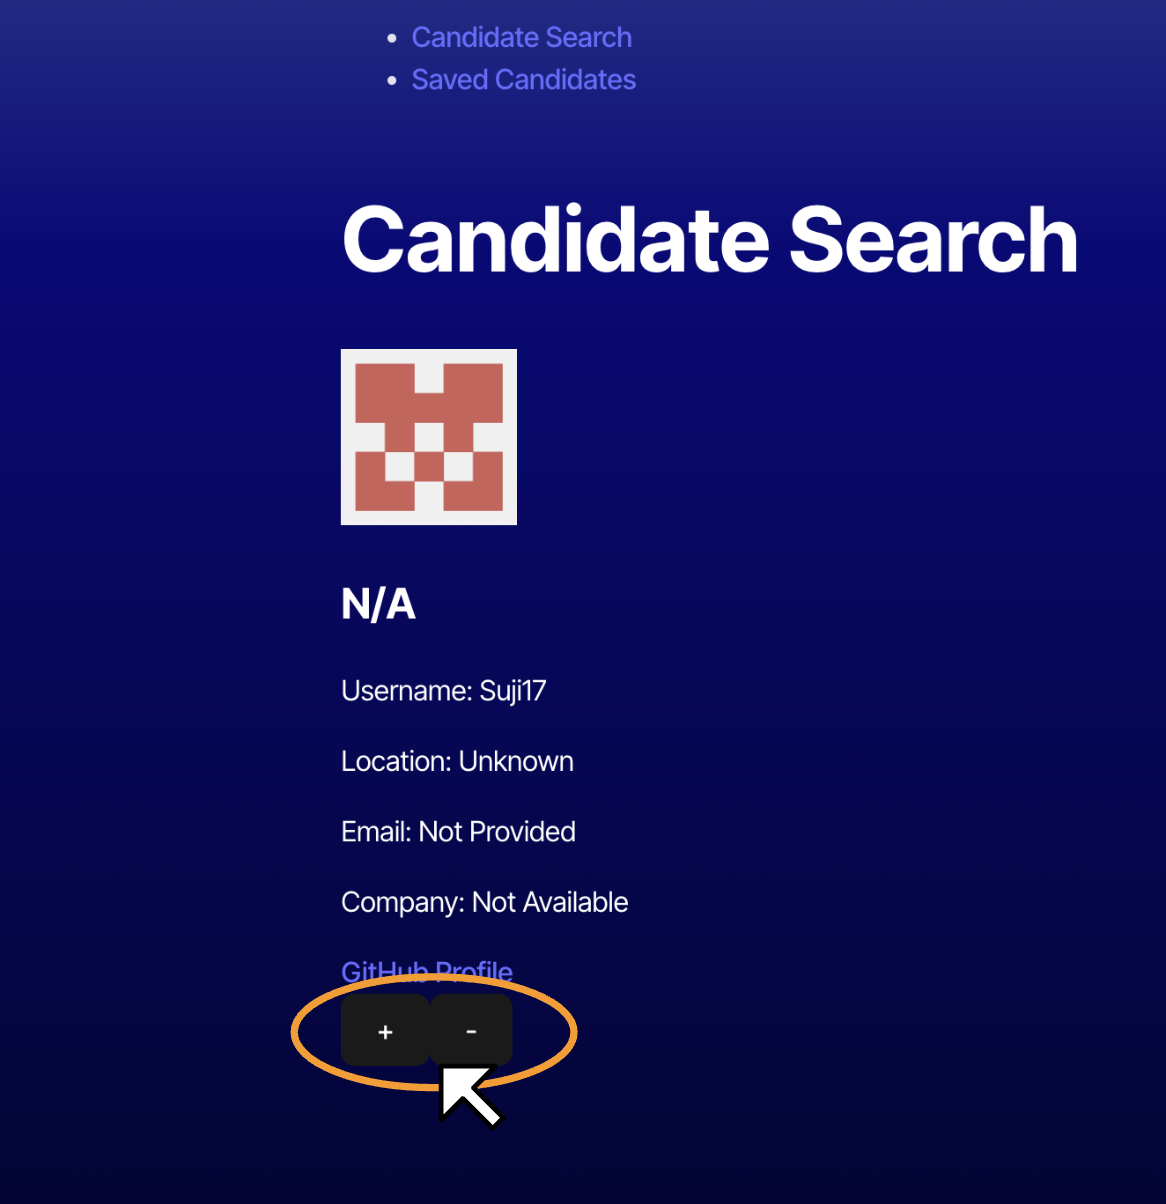 Candidate Search
Saved Candidates
Candidate Search
N/A
Username: Suji17
Location: Unknown
Email: Not Provided
Company: Not Available
GitHub Profile
+ -